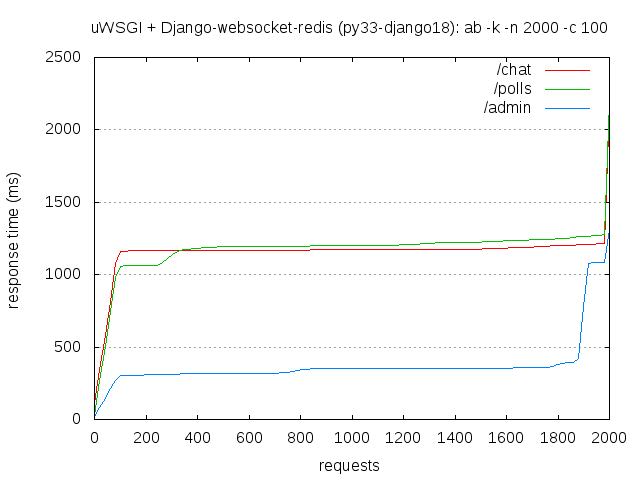 uWSGI + Django-websocket-redis (py33-django18): ab -k -n 2000 -c 100
2500
/chat
/polls
/admin
2000
1500
1000
500
0
response time (ms)
0 200 400 600 800 1000 1200 1400 1600 1800 2000
requests